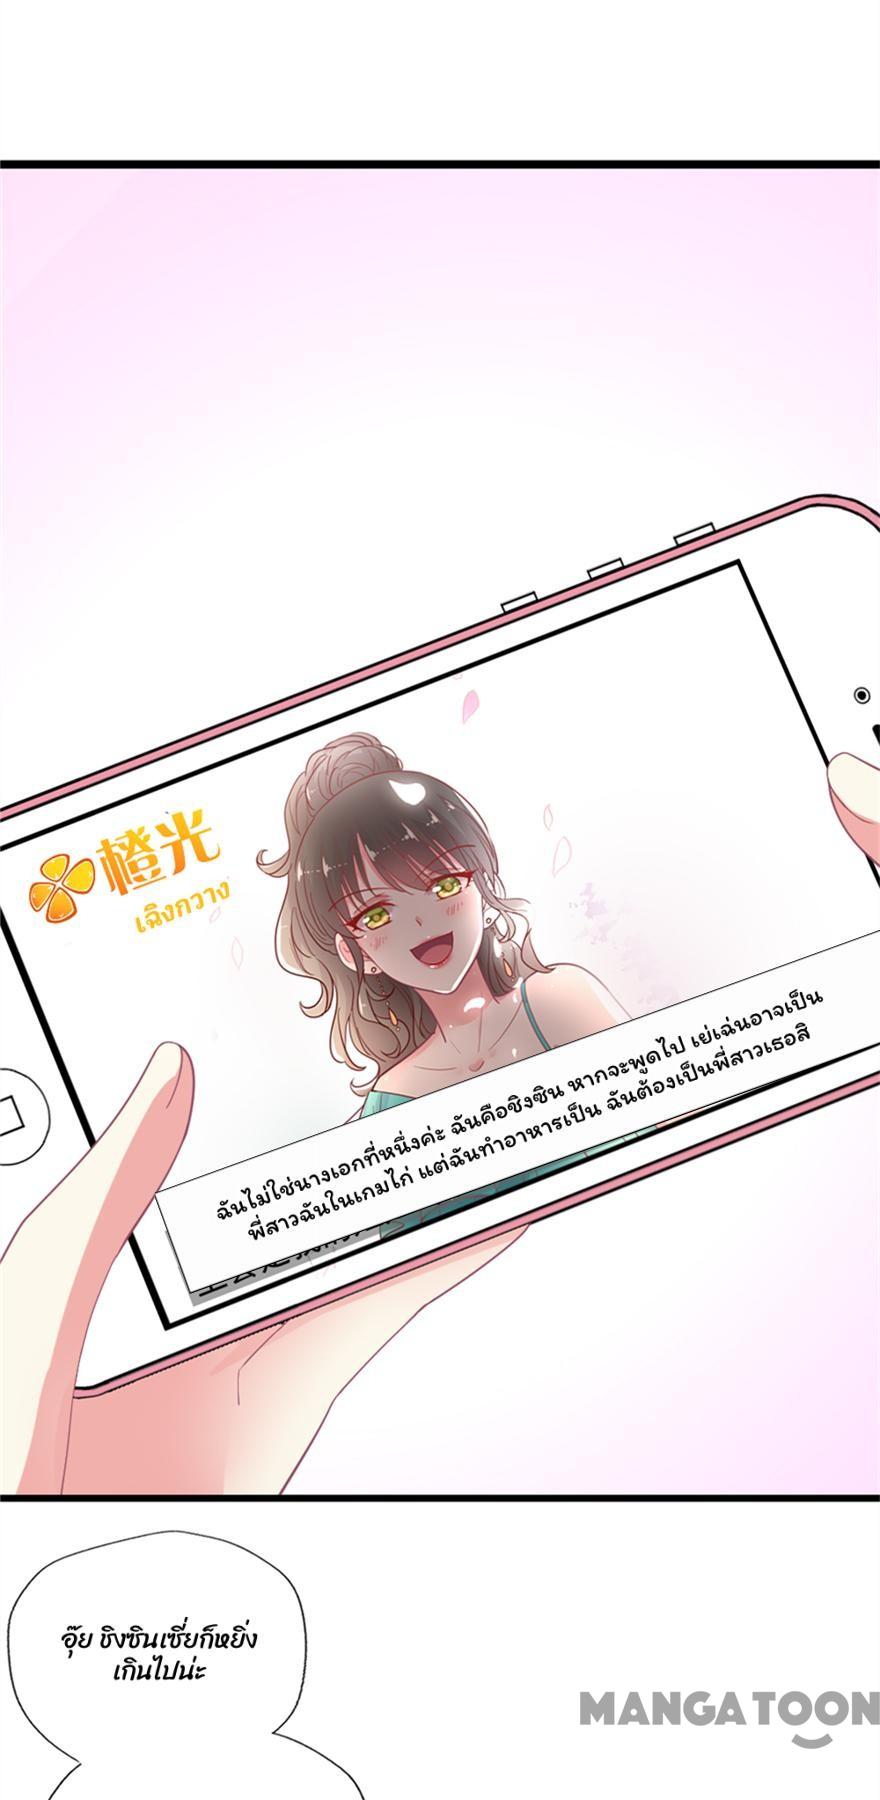 橙光
เฉิงกวาง
ฉันไม่ใช่นางเอกที่หนึ่งค่ะ ฉันคือชิงซิน หากจะพูดไป เย่เฉ่นอาจเป็น
พี่สาวฉันในเกมไก่ แต่ฉันทำอาหารเป็น ฉันต้องเป็นพี่สาวเธอสิ
อุ๊ย ชิงซินเซี่ยก็หยิ่ง
เกินไปน่ะ
MANGATOON